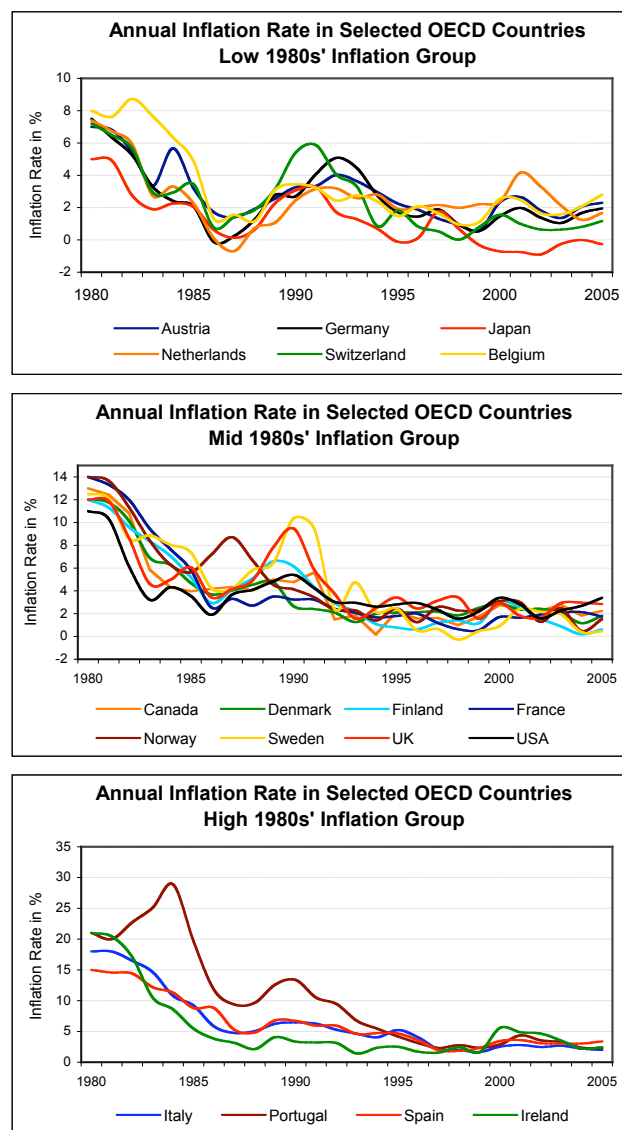 Annual Inflation Rate in Selected OECD Countries
Low 1980s' Inflation Group
Inflation Rate in %
10
8
6
4
2
0
-2
1980 1985 1990 1995 2000 2005
Austria Germany Japan
Netherlands Switzerland Belgium
Annual Inflation Rate in Selected OECD Countries
Mid 1980s' Inflation Group
Inflation Rate in %
14
12
10
8
6
4
2
0
-2
1980 1985 1990 1995 2000 2005
Canada Denmark Finland France
Norway Sweden UK USA
Annual Inflation Rate in Selected OECD Countries
High 1980s' Inflation Group
Inflation Rate in %
35
30
25
20
15
10
5
0
1980 1985 1990 1995 2000 2005
Italy Portugal Spain Ireland